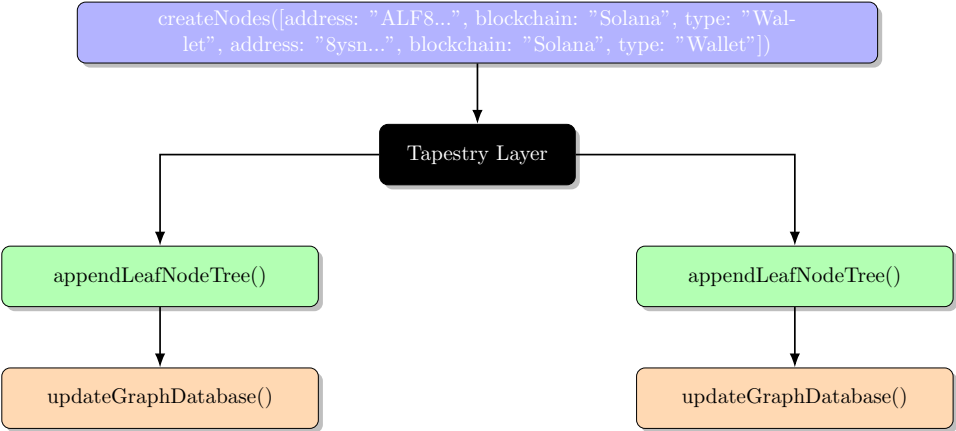 createNodes([address: ”ALF8...”, blockchain: ”Solana”, type: ”Wal-
let”, address: ”8ysn...”, blockchain: ”Solana”, type: ”Wallet”])
Tapestry Layer
appendLeafNodeTree()
appendLeafNodeTree()
updateGraphDatabase()
updateGraphDatabase()